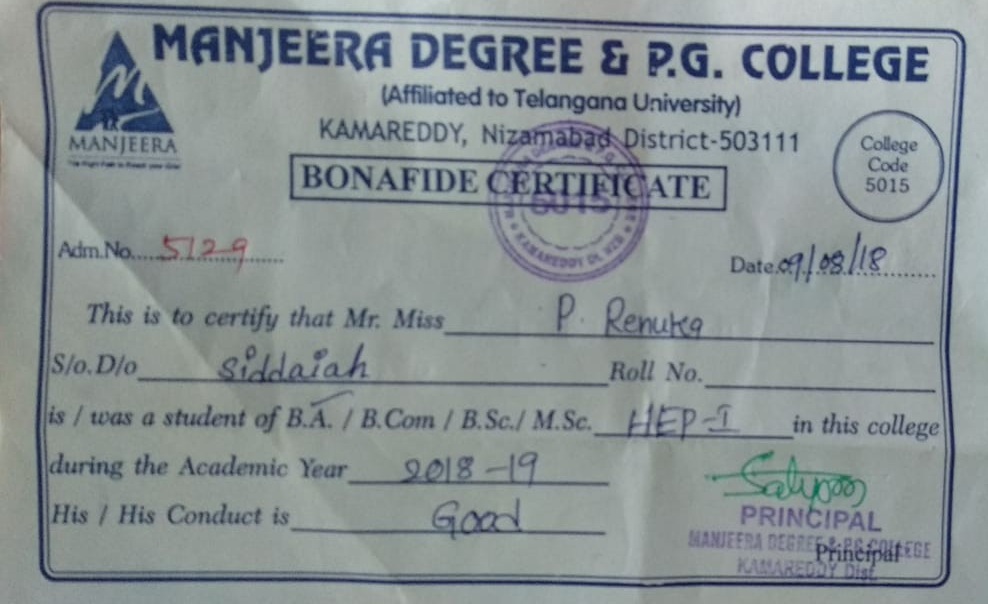 MANJEERA DEGREE & P.G. COLLEGE
(Affiliated to Telangana University)
KAMAREDDY, Nizamabad District-503111
MANJEERA
College
Code
5015
BONAFIDE CERTIFICATE
5015
KAMAREDDY Dt.
Adm.No.....5129
Date.09/08/18
This is to certify that Mr. Miss P. Renuka
S/o. D/o Siddaiah Roll No.
is / was a student of B.A. / B.Com / B.Sc./ M.Sc. HEP-I in this college
during the Academic Year 2018-19
His / His Conduct is Good
PRINCIPAL
MANJEERA DEGREE & P.G COLLEGE
Principal
KAMAREDDY Dist.